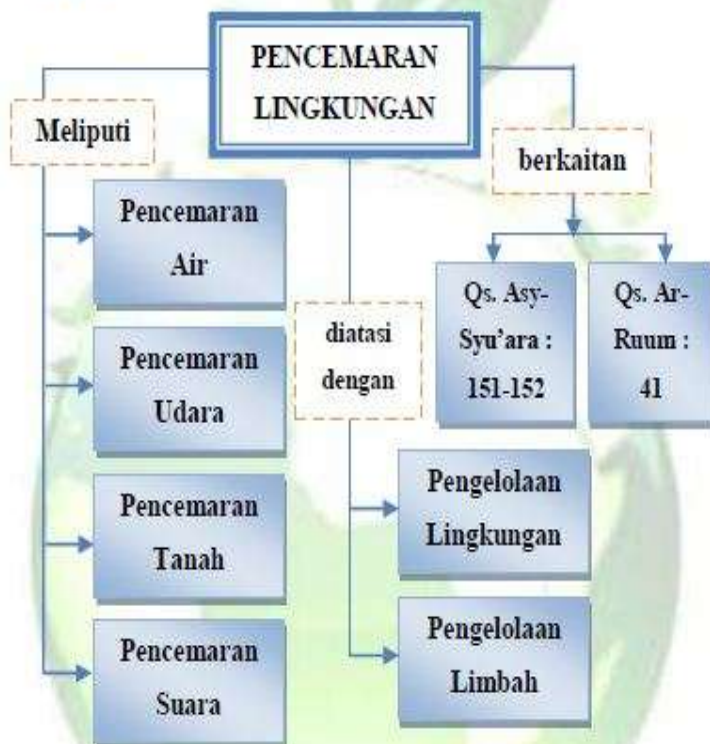 PENCEMARAN
LINGKUNGAN
Meliputi
Pencemaran
Air
Pencemaran
Udara
Pencemaran
Tanah
Pencemaran
Suara
diatasi
dengan
Pengelolaan
Lingkungan
Pengelolaan
Limbah
berkaitan
Qs. Asy-
Syu'ara :
151-152
Qs. Ar-
Ruum :
41